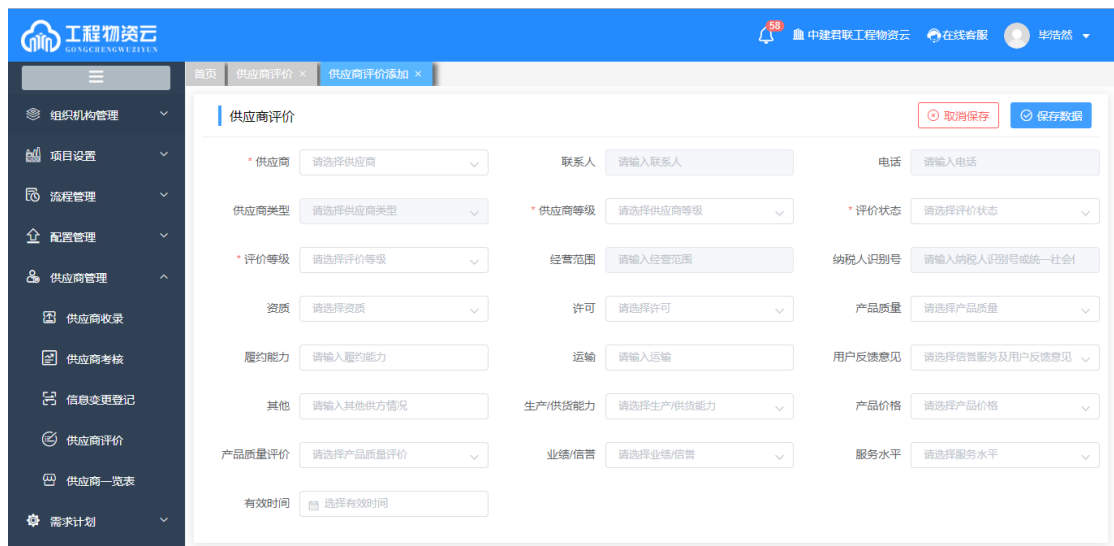 工程物资云
GONGCHENGWUZIYUN
58
中建君联工程物资云 在线客服 毕浩然
首页 供应商评价 × 供应商评价添加 ×
组织机构管理
项目设置
流程管理
配置管理
供应商管理
供应商收录
供应商考核
信息变更登记
供应商评价
供应商一览表
需求计划
供应商评价 取消保存 保存数据
* 供应商 请选择供应商 联系人 请输入联系人 电话 请输入电话
供应商类型 请选择供应商类型 * 供应商等级 请选择供应商等级 * 评价状态 请选择评价状态
* 评价等级 请选择评价等级 经营范围 请输入经营范围 纳税人识别号 请输入纳税人识别号或统一社会信
资质 请选择资质 许可 请选择许可 产品质量 请选择产品质量
履约能力 请输入履约能力 运输 请输入运输 用户反馈意见 请选择信誉服务及用户反馈意见
其他 请输入其他供方情况 生产/供货能力 请选择生产/供货能力 产品价格 请选择产品价格
产品质量评价 请选择产品质量评价 业绩/信誉 请选择业绩/信誉 服务水平 请选择服务水平
有效时间 选择有效时间